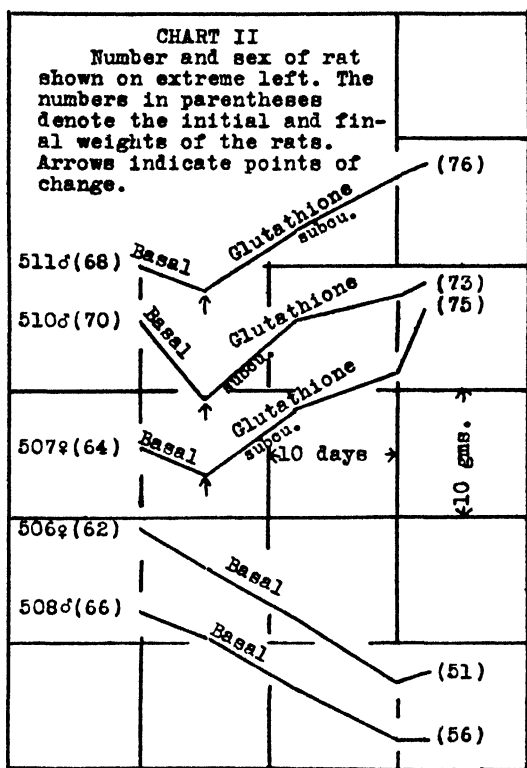 CHART II
Number and sex of rat
shown on extreme left. The
numbers in parentheses
denote the initial and fin-
al weights of the rats.
Arrows indicate points of
change.
511♂(68) Basal Glutathione subcu. (76)
510♂(70) Basal Glutathione subcu. (73)
507♀(64) Basal Glutathione subcu. (75)
10 days
10 gms.
506♀(62) Basal (51)
508♂(66) Basal (56)